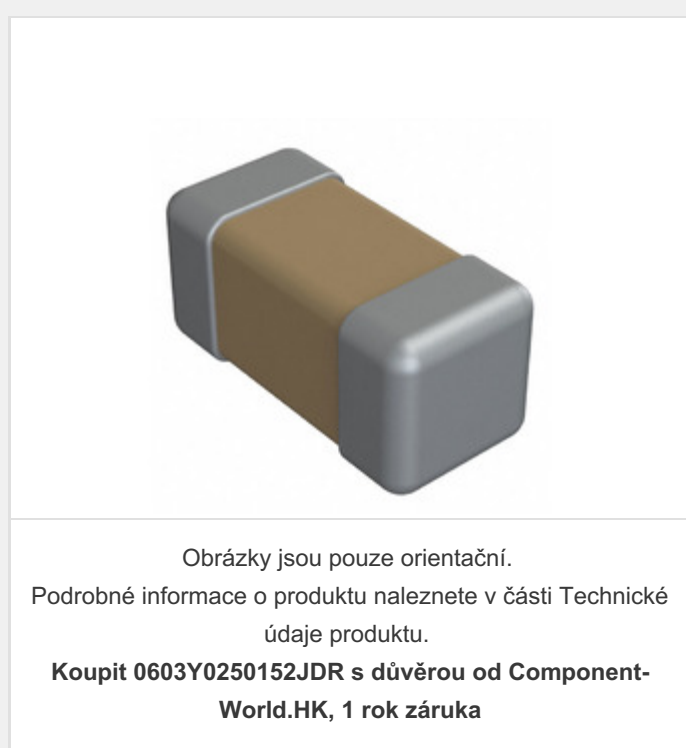 Obrázky jsou pouze orientační.
Podrobné informace o produktu naleznete v části Technické
údaje produktu.
Koupit 0603Y0250152JDR s důvěrou od Component-
World.HK, 1 rok záruka